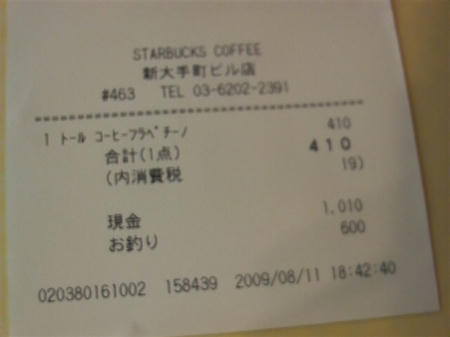 STARBUCKS COFFEE
新大手町ビル店
#463 TEL 03-6202-2391
1 トール コーヒーフラペチーノ 410
合計(1点) 410
(内消費税 19)
現金 1,010
お釣り 600
020380161002 158439 2009/08/11 18:42:40